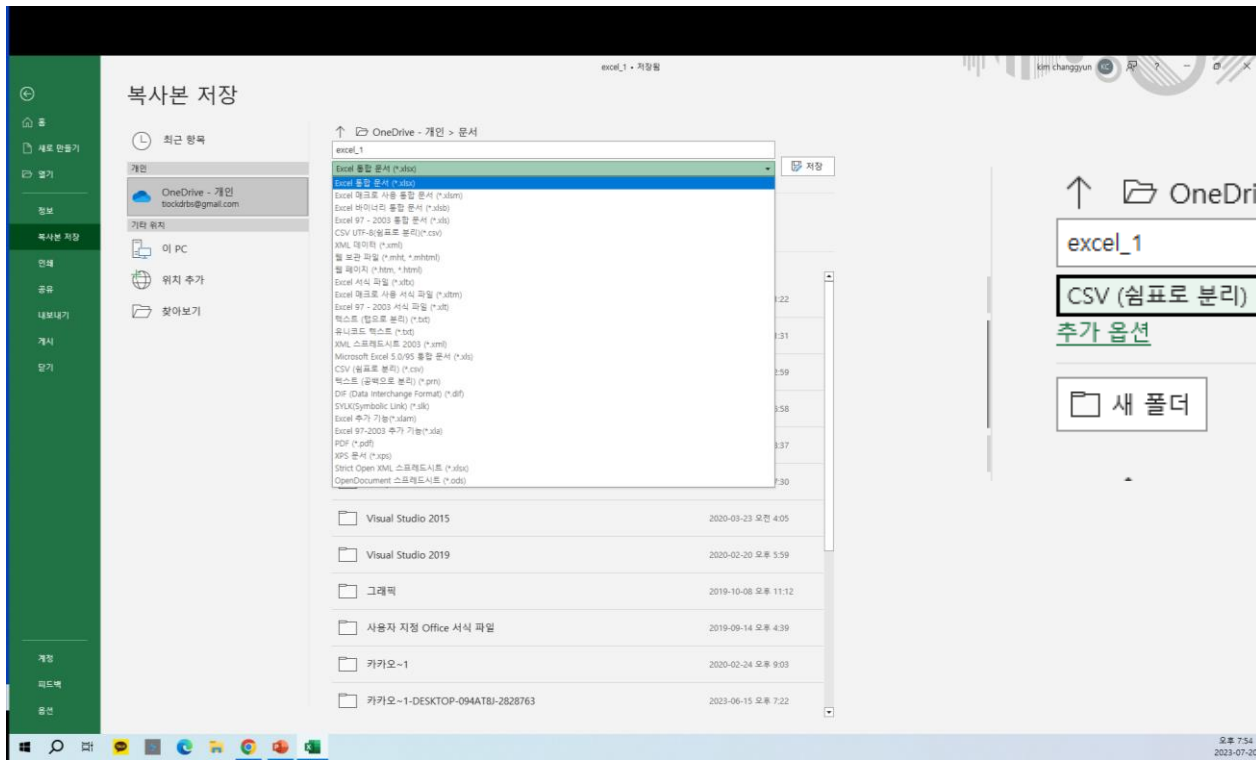 excel_1 • 저장됨
kim changgyun
KC
?
복사본 저장
홈
새로 만들기
열기
정보
복사본 저장
인쇄
공유
내보내기
게시
닫기
계정
피드백
옵션
최근 항목
개인
OneDrive - 개인
기타 위치
이 PC
위치 추가
찾아보기
OneDrive - 개인 > 문서
excel_1
Excel 통합 문서 (*.xlsx)
저장
Excel 통합 문서 (*.xlsx)
Excel 매크로 사용 통합 문서 (*.xlsm)
Excel 바이너리 통합 문서 (*.xlsb)
Excel 97 - 2003 통합 문서 (*.xls)
CSV UTF-8(쉼표로 분리)(*.csv)
XML 데이터 (*.xml)
웹 보관 파일 (*.mht, *.mhtml)
웹 페이지 (*.htm, *.html)
Excel 서식 파일 (*.xltx)
Excel 매크로 사용 서식 파일 (*.xltm)
Excel 97 - 2003 서식 파일 (*.xlt)
텍스트 (탭으로 분리) (*.txt)
유니코드 텍스트 (*.txt)
XML 스프레드시트 2003 (*.xml)
Microsoft Excel 5.0/95 통합 문서 (*.xls)
CSV (쉼표로 분리) (*.csv)
텍스트 (공백으로 분리) (*.prn)
DIF (Data Interchange Format) (*.dif)
SYLK(Symbolic Link) (*.slk)
Excel 추가 기능(*.xlam)
Excel 97-2003 추가 기능(*.xla)
PDF (*.pdf)
XPS 문서 (*.xps)
Strict Open XML 스프레드시트 (*.xlsx)
OpenDocument 스프레드시트 (*.ods)
1:22
1:31
2:59
3:37
7:30
Visual Studio 2015 2020-03-23 오전 4:05
Visual Studio 2019 2020-02-20 오후 5:59
그래픽 2019-10-08 오후 11:12
사용자 지정 Office 서식 파일 2019-09-14 오후 4:39
카카오~1 2020-02-24 오후 9:03
카카오~1-DESKTOP-094AT8J-2828763 2023-06-15 오후 7:22
OneDri
excel_1
CSV (쉼표로 분리)
추가 옵션
새 폴더
오후 7:54
2023-07-20